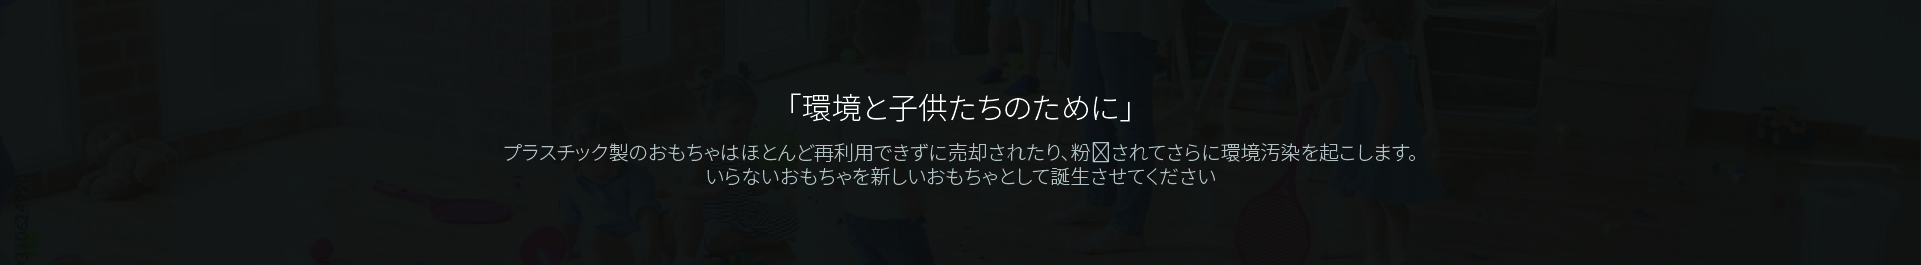 「環境と子供たちのために」
プラスチック製のおもちゃはほとんど再利用できずに売却されたり、粉されてさらに環境汚染を起こします。
いらないおもちゃを新しいおもちゃとして誕生させてください